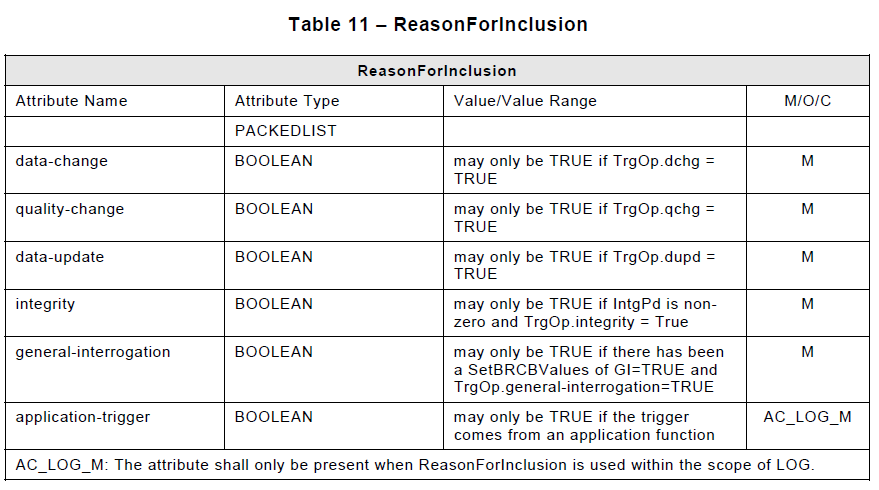 Table 11 – ReasonForInclusion
ReasonForInclusion
Attribute Name Attribute Type Value/Value Range M/O/C
PACKEDLIST
data-change BOOLEAN may only be TRUE if TrgOp.dchg = M
TRUE
quality-change BOOLEAN may only be TRUE if TrgOp.qchg = M
TRUE
data-update BOOLEAN may only be TRUE if TrgOp.dupd = M
TRUE
integrity BOOLEAN may only be TRUE if IntgPd is non- M
zero and TrgOp.integrity = True
general-interrogation BOOLEAN may only be TRUE if there has been M
a SetBRCBValues of GI=TRUE and
TrgOp.general-interrogation=TRUE
application-trigger BOOLEAN may only be TRUE if the trigger AC_LOG_M
comes from an application function
AC_LOG_M: The attribute shall only be present when ReasonForInclusion is used within the scope of LOG.